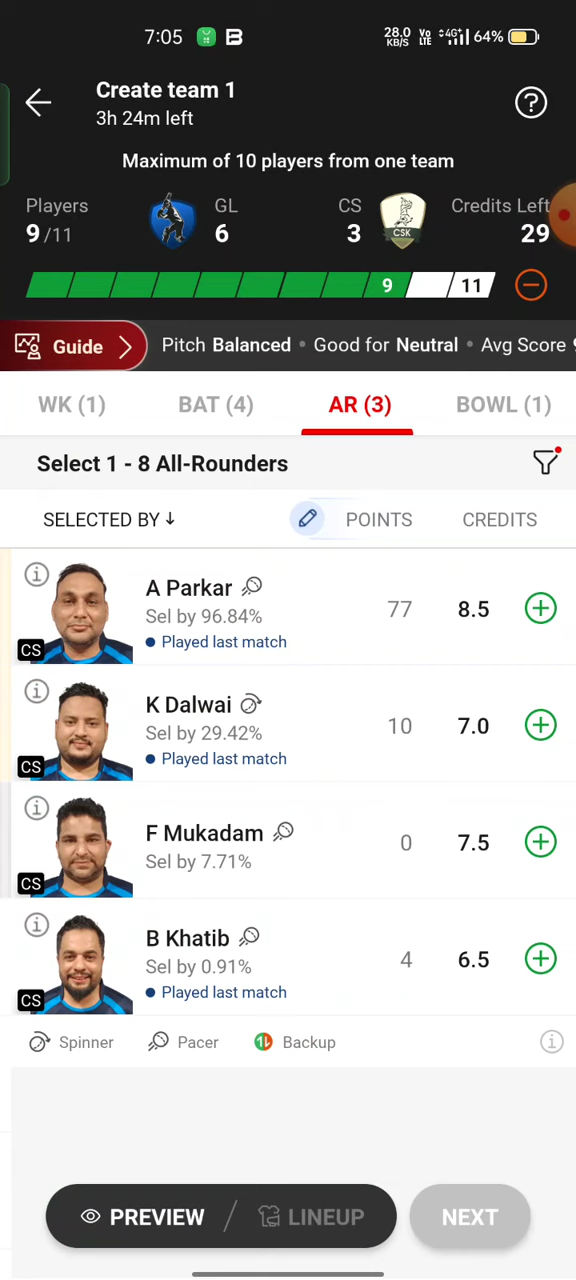 7:05 B 28.0 KB/S Vo LTE 4G+ 64%
Create team 1
3h 24m left
Maximum of 10 players from one team
Players GL CS Credits Left
9/11 6 3 29
CSK
9 11
Guide Pitch Balanced • Good for Neutral • Avg Score
WK (1) BAT (4) AR (3) BOWL (1)
Select 1 - 8 All-Rounders
SELECTED BY ↓ POINTS CREDITS
A Parkar
Sel by 96.84% 77 8.5
CS • Played last match
K Dalwai
Sel by 29.42% 10 7.0
CS • Played last match
F Mukadam
Sel by 7.71% 0 7.5
CS
B Khatib
Sel by 0.91% 4 6.5
CS • Played last match
Spinner Pacer Backup
PREVIEW / LINEUP NEXT